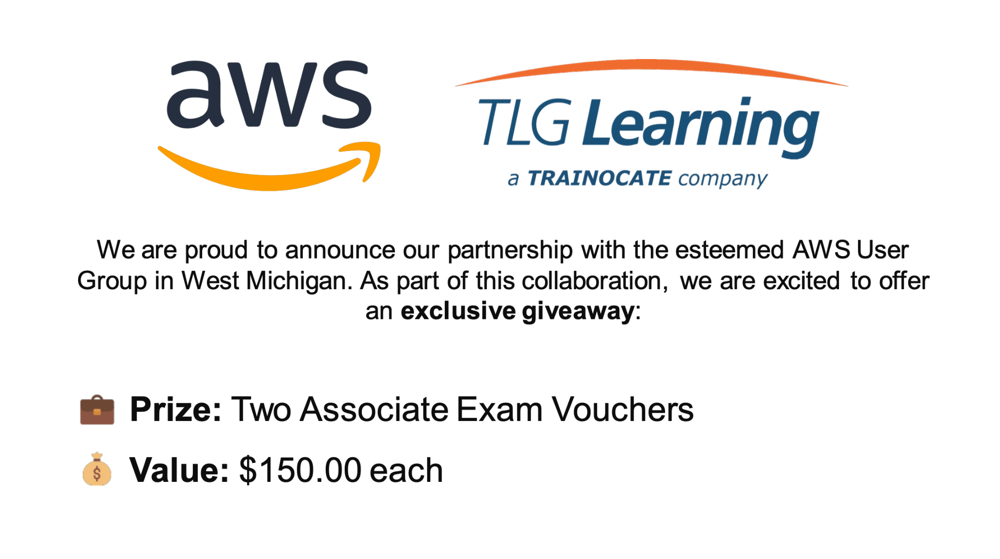 aws
TLG Learning
a TRAINOCATE company
We are proud to announce our partnership with the esteemed AWS User
Group in West Michigan. As part of this collaboration, we are excited to offer
an exclusive giveaway:
Prize: Two Associate Exam Vouchers
$
Value: $150.00 each